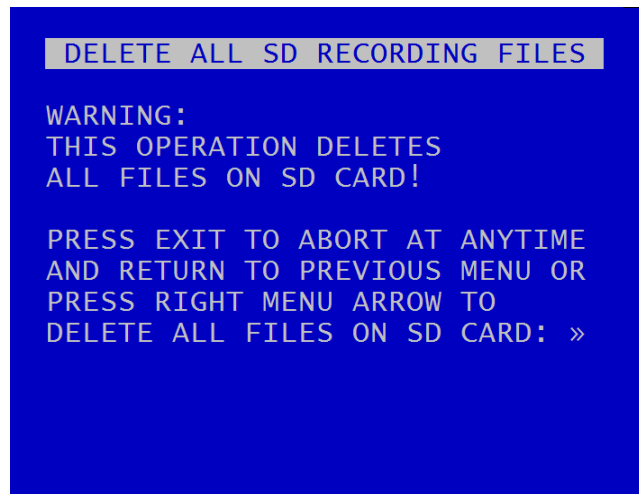 DELETE ALL SD RECORDING FILES
WARNING:
THIS OPERATION DELETES
ALL FILES ON SD CARD!
PRESS EXIT TO ABORT AT ANYTIME
AND RETURN TO PREVIOUS MENU OR
PRESS RIGHT MENU ARROW TO
DELETE ALL FILES ON SD CARD: »